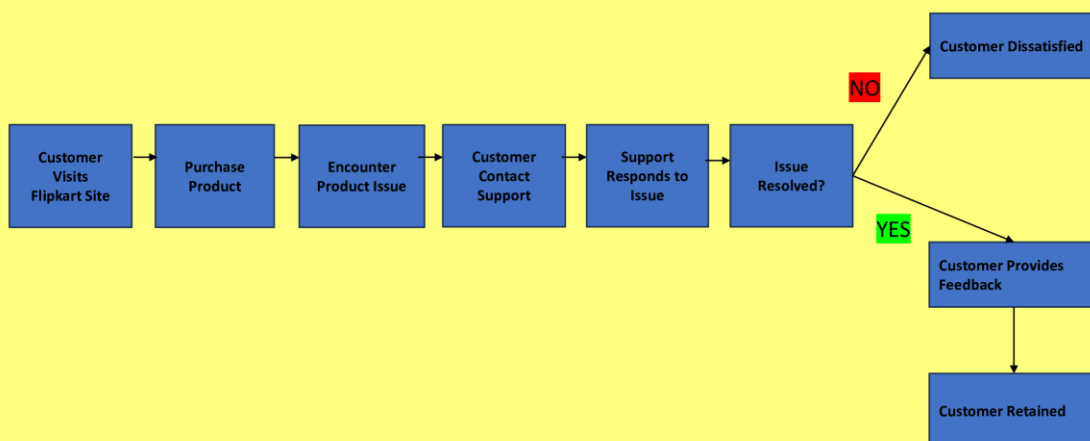 Customer
Visits
Flipkart Site
Purchase
Product
Encounter
Product Issue
Customer
Contact
Support
Support
Responds to
Issue
Issue
Resolved?
NO
Customer Dissatisfied
YES
Customer Provides
Feedback
Customer Retained